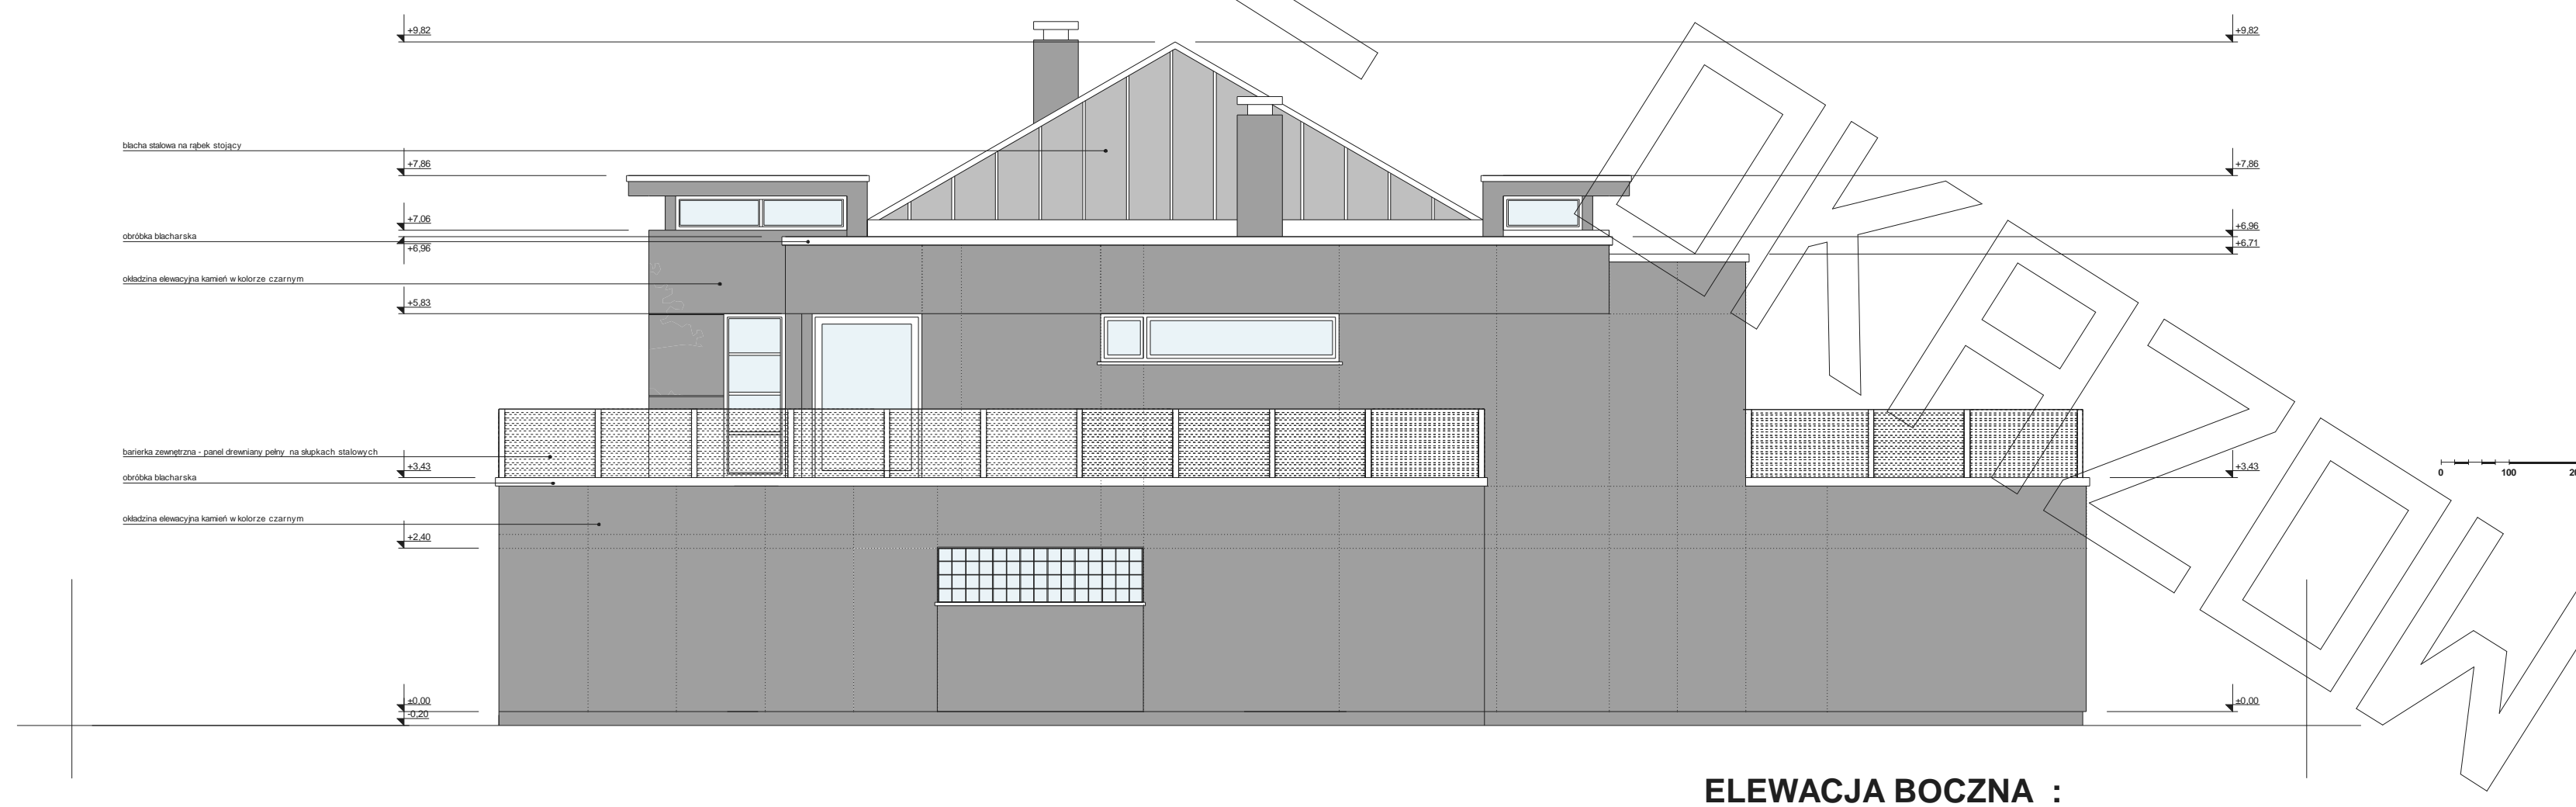 +9,82
+9,82
blacha stalowa na rąbek stojący
+7,86
+7,86
+7,06
obróbka blacharska
+6,96
+6,96
+6,71
okładzina elewacyjna kamień w kolorze czarnym
+5,83
barierka zewnętrzna - panel drewniany pełny na słupkach stalowych
+3,43
+3,43
obróbka blacharska
0 100
okładzina elewacyjna kamień w kolorze czarnym
+2,40
±0,00
±0,00
-0,20
ELEWACJA BOCZNA :